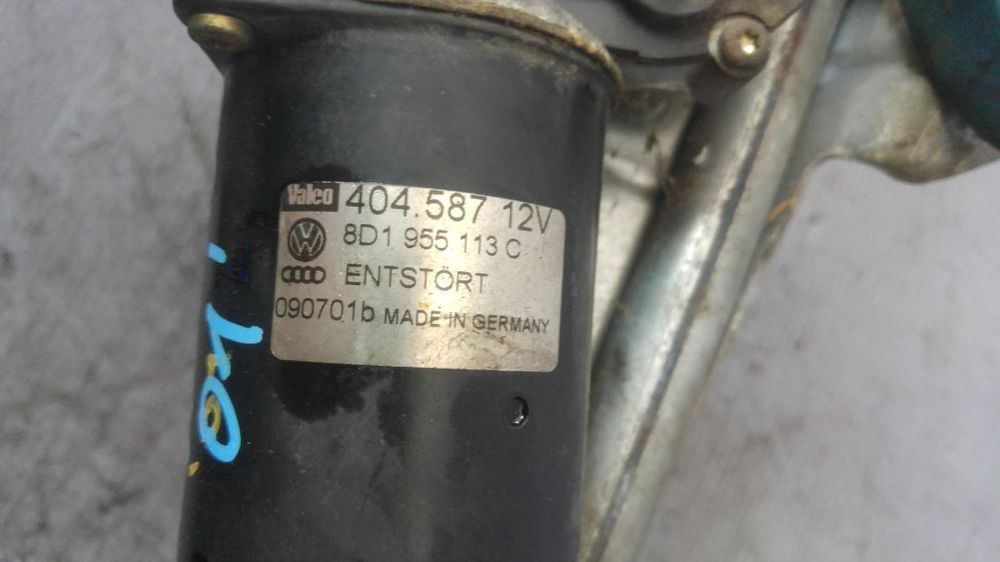 Valeo 404.587 12V
8D1 955 113 C
ENTSTÖRT
090701b MADE IN GERMANY